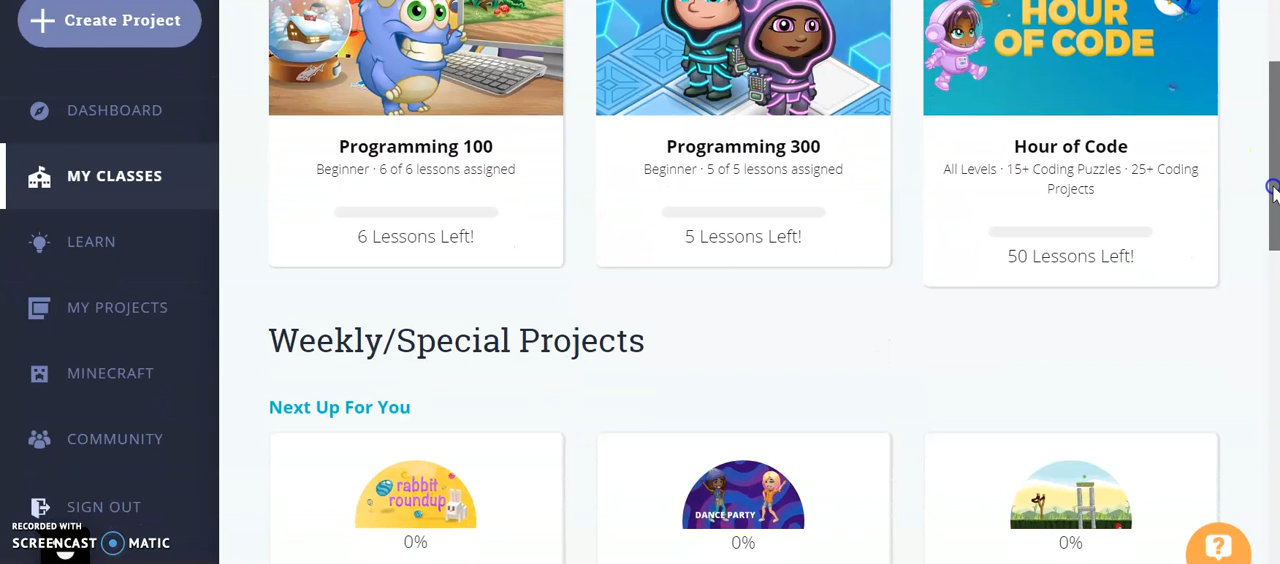 Create Project
DASHBOARD
MY CLASSES
LEARN
MY PROJECTS
MINECRAFT
COMMUNITY
SIGN OUT
RECORDED WITH
SCREENCAST MATIC
HOUR
OF CODE
Programming 100
Beginner · 6 of 6 lessons assigned
6 Lessons Left!
Programming 300
Beginner · 5 of 5 lessons assigned
5 Lessons Left!
Hour of Code
All Levels · 15+ Coding Puzzles · 25+ Coding
Projects
50 Lessons Left!
Weekly/Special Projects
Next Up For You
rabbit
roundup
0%
DANCE PARTY
0%
0%